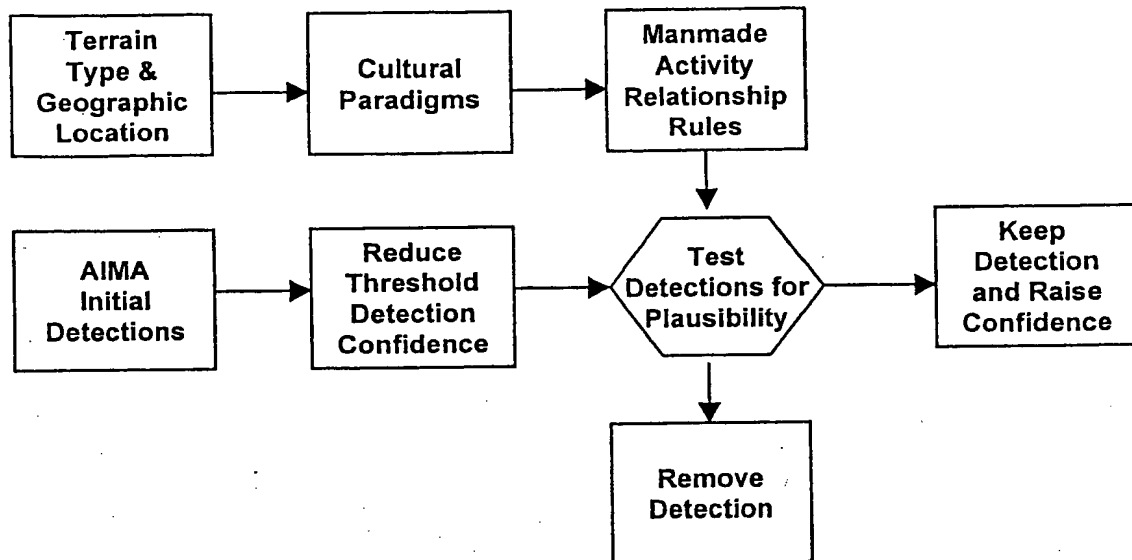 Terrain
Type &
Geographic
Location
Cultural
Paradigms
Manmade
Activity
Relationship
Rules
AIMA
Initial
Detections
Reduce
Threshold
Detection
Confidence
Test
Detections for
Plausibility
Keep
Detection
and Raise
Confidence
Remove
Detection